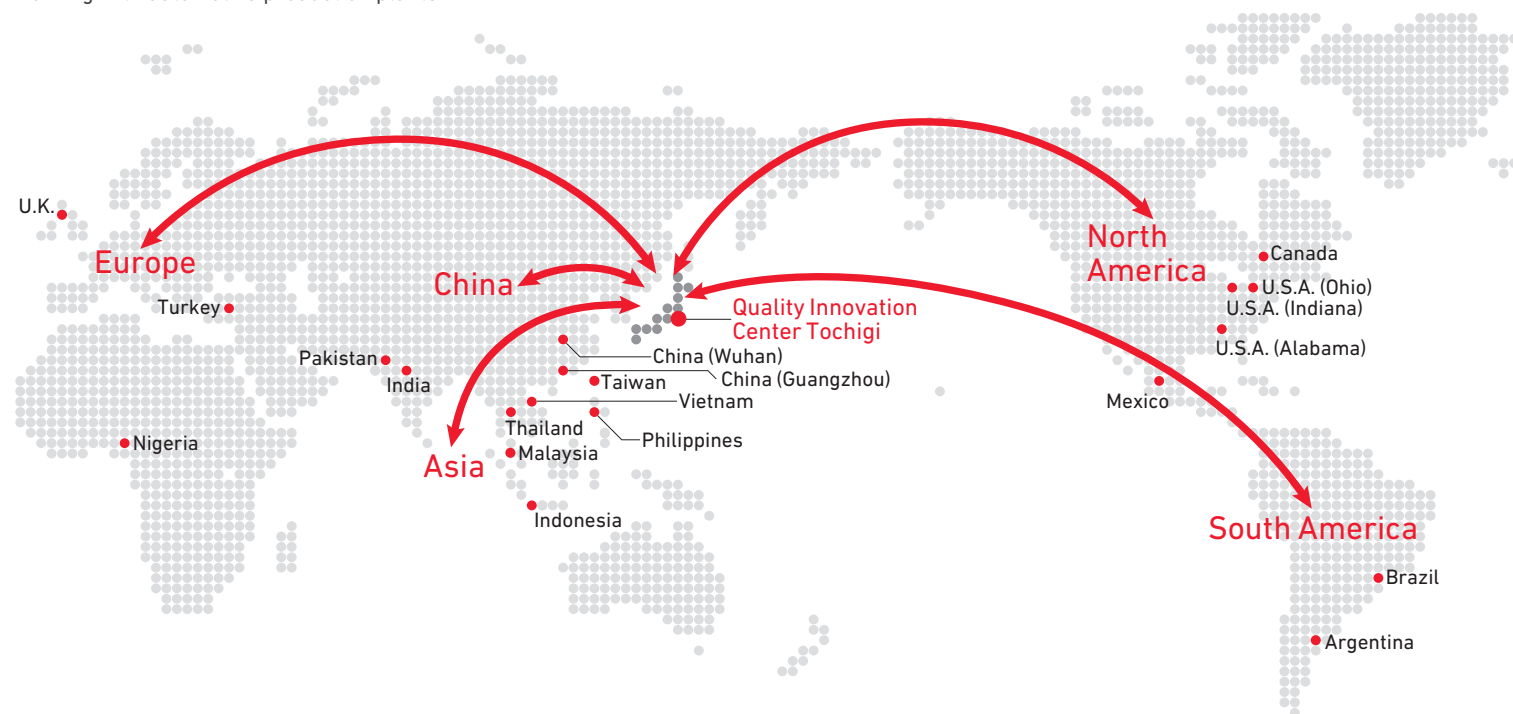 U.K.
Europe
Turkey
China
Pakistan
India
Nigeria
Asia
Quality Innovation
Center Tochigi
China (Wuhan)
China (Guangzhou)
Taiwan
Vietnam
Thailand
Philippines
Malaysia
Indonesia
North
America
Canada
U.S.A. (Ohio)
U.S.A. (Indiana)
U.S.A. (Alabama)
Mexico
South America
Brazil
Argentina